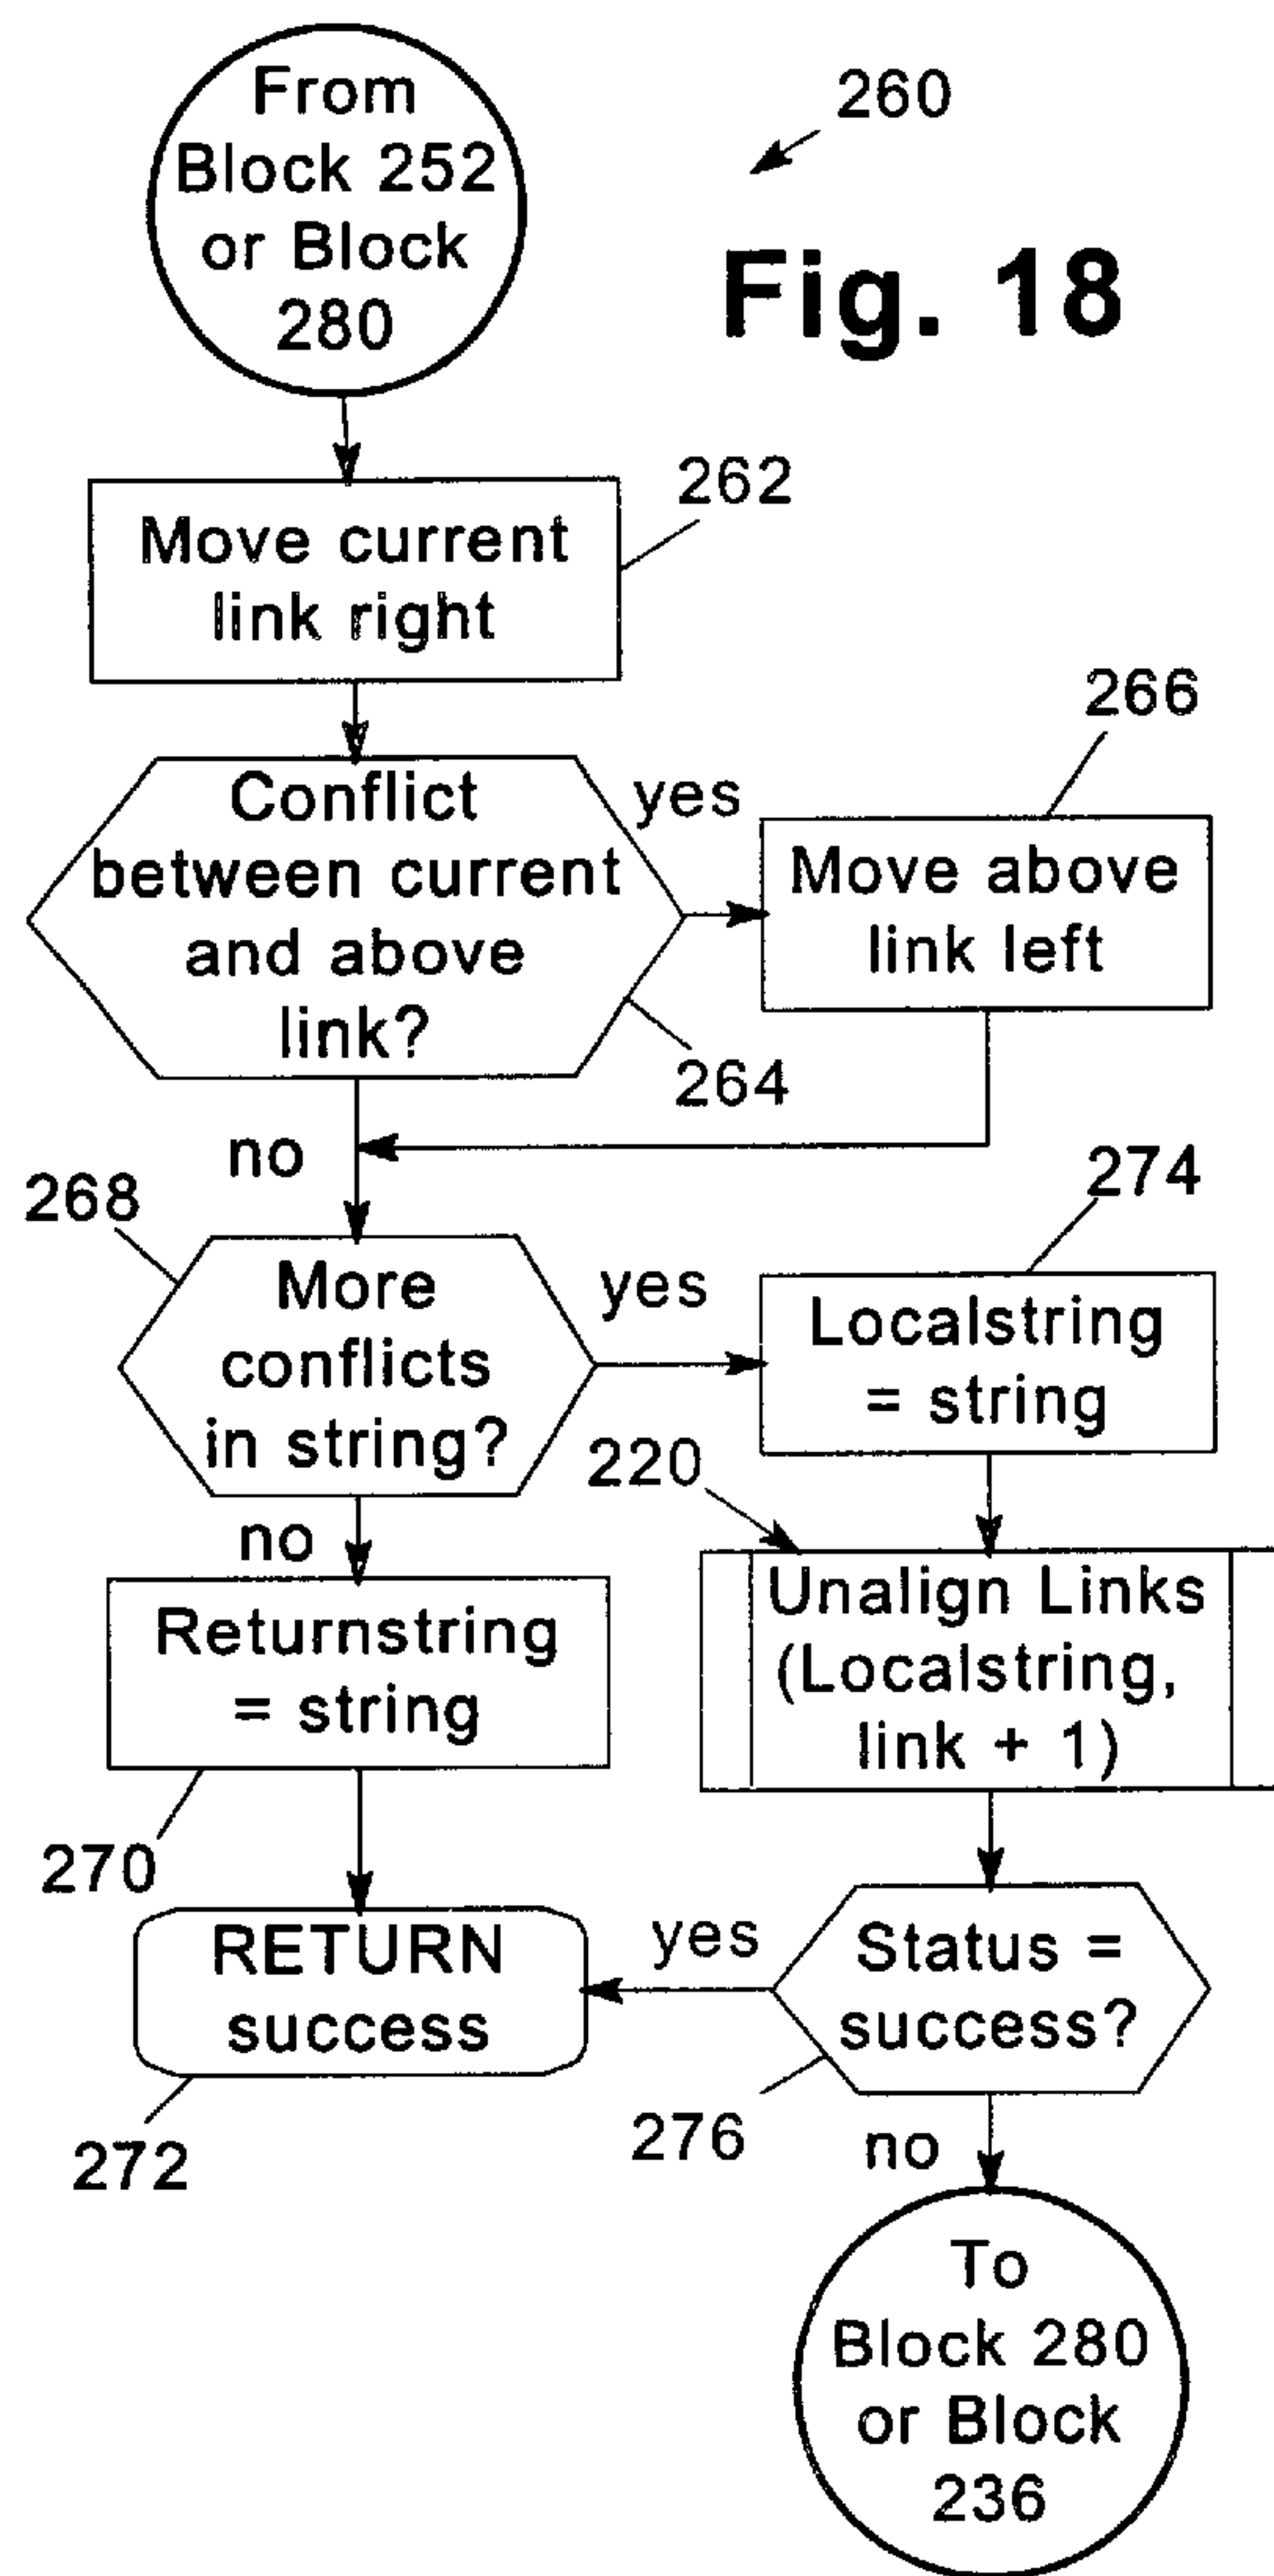 From
Block 252
or Block
280
260
Fig. 18
262
Move current
link right
266
Conflict
between current
and above
link?
yes
Move above
link left
264
no
268
274
More
conflicts
in string?
yes
Localstring
= string
220
no
Unalign Links
(Localstring,
link + 1)
Returnstring
= string
270
RETURN
success
yes
Status =
success?
272
276
no
To
Block 280
or Block
236